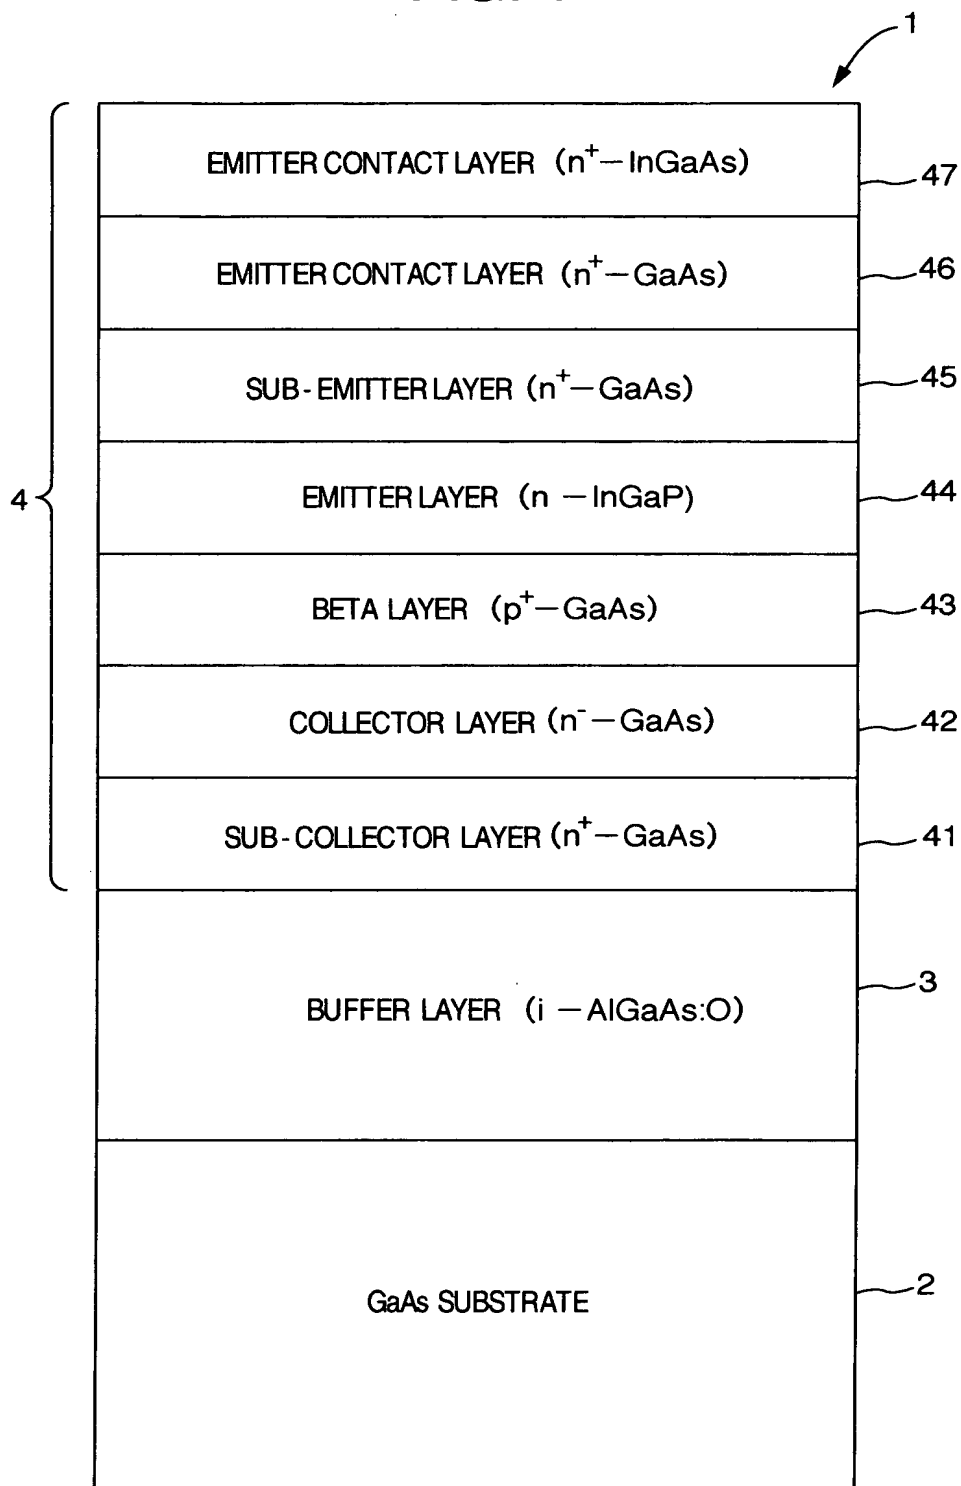 1
EMITTER CONTACT LAYER (n⁺−InGaAs)
47
EMITTER CONTACT LAYER (n⁺−GaAs)
46
SUB-EMITTER LAYER (n⁺−GaAs)
45
4
EMITTER LAYER (n −InGaP)
44
BETA LAYER (p⁺−GaAs)
43
COLLECTOR LAYER (n⁻−GaAs)
42
SUB-COLLECTOR LAYER (n⁺−GaAs)
41
BUFFER LAYER (i −AlGaAs:O)
3
GaAs SUBSTRATE
2